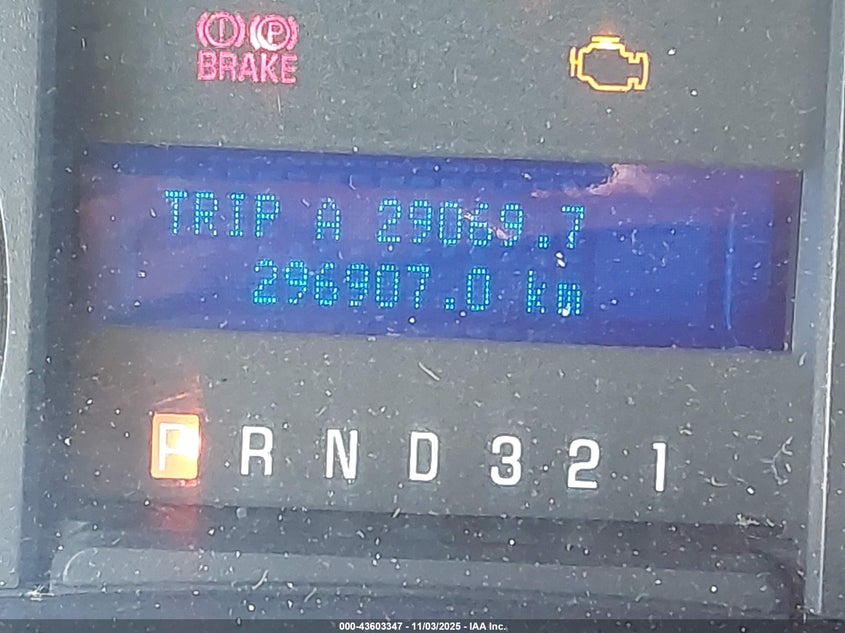 (!) (P)
BRAKE
TRIP A 29069.7
296907.0 km
P R N D 3 2 1
000-43603347 - 11/03/2025 - IAA Inc.